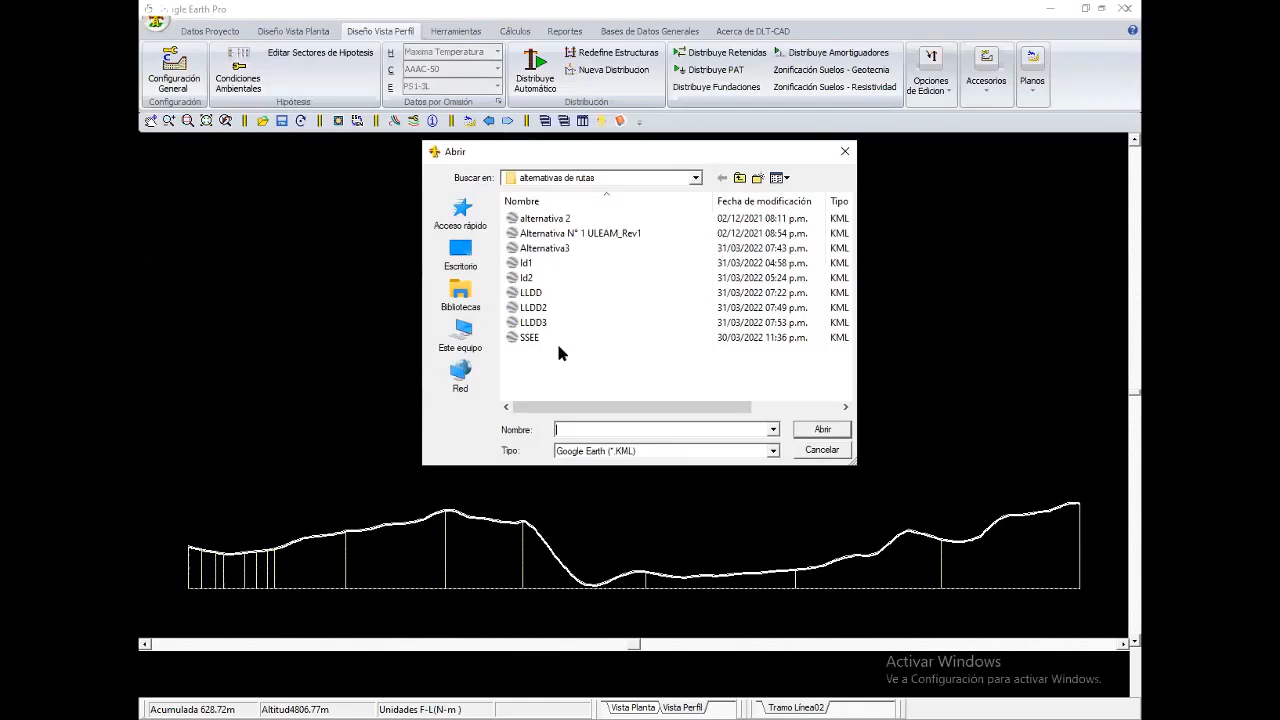 Google Earth Pro
Datos Proyecto
Diseño Vista Planta
Diseño Vista Perfil
Herramientas
Cálculos
Reportes
Bases de Datos Generales
Acerca de DLT-CAD
Configuración General
Configuración
Condiciones Ambientales
Editar Sectores de Hipotesis
Hipótesis
H Maxima Temperatura
C AAAC-50
E PS1-3L
Datos por Omisión
Distribuye Automático
Redefine Estructuras
Nueva Distribucion
Distribución
Distribuye Retenidas
Distribuye PAT
Distribuye Fundaciones
Distribuye Amortiguadores
Zonificación Suelos - Geotecnia
Zonificación Suelos - Resistividad
Opciones de Edicion
Accesorios
Planos
Abrir
Buscar en: alternativas de rutas
Nombre Fecha de modificación Tipo
alternativa 2 02/12/2021 08:11 p.m. KML
Alternativa N° 1 ULEAM_Rev1 02/12/2021 08:54 p.m. KML
Alternativa3 31/03/2022 07:43 p.m. KML
ld1 31/03/2022 04:58 p.m. KML
ld2 31/03/2022 05:24 p.m. KML
LLDD 31/03/2022 07:22 p.m. KML
LLDD2 31/03/2022 07:49 p.m. KML
LLDD3 31/03/2022 07:53 p.m. KML
SSEE 30/03/2022 11:36 p.m. KML
Acceso rápido
Escritorio
Bibliotecas
Este equipo
Red
Nombre:
Abrir
Tipo: Google Earth (*.KML)
Cancelar
Activar Windows
Ve a Configuración para activar Windows.
Acumulada 628.72m
Altitud4806.77m
Unidades F-L(N-m )
Vista Planta
Vista Perfil
Tramo Línea02